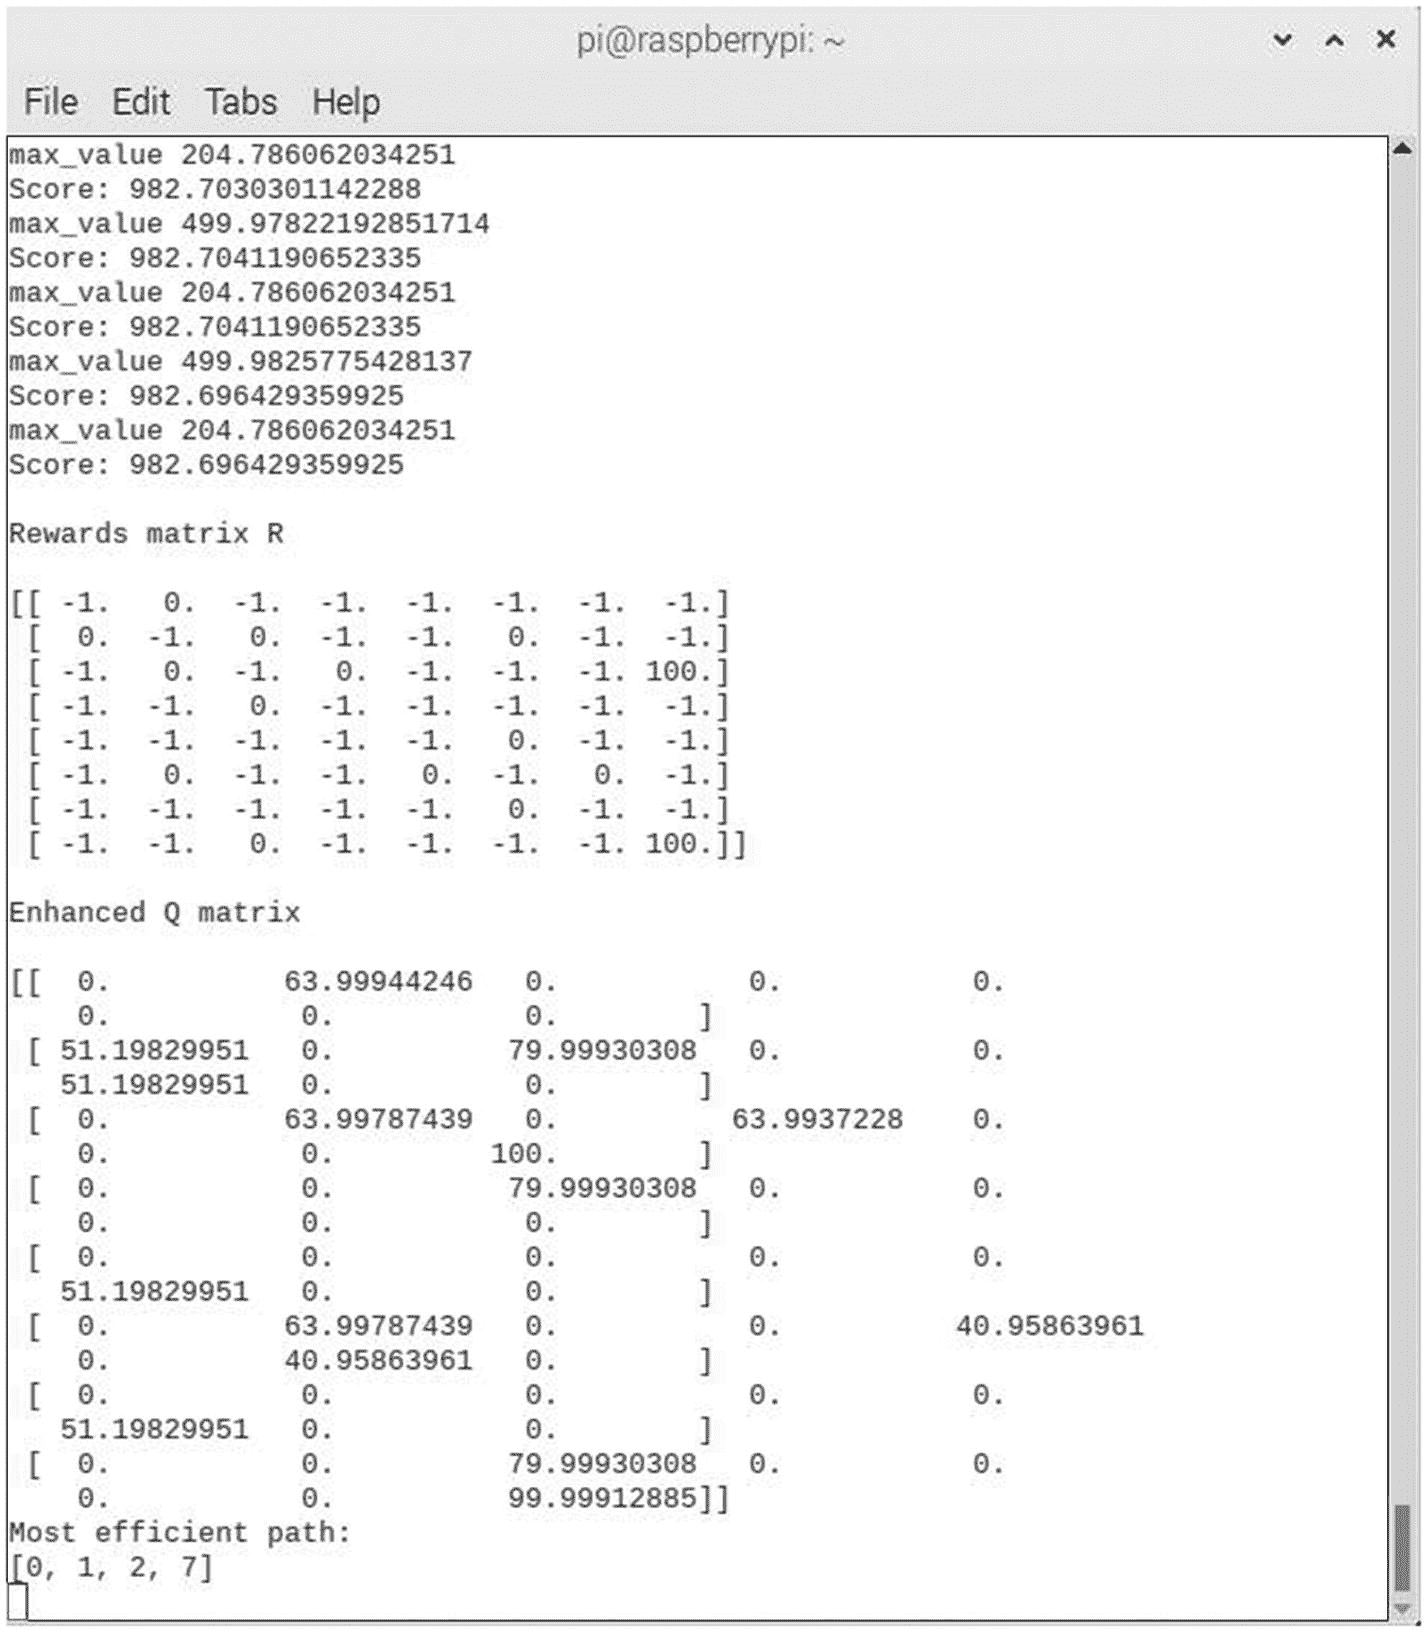 pi@raspberrypi: ~
File Edit Tabs Help
max_value 204.786062034251
Score: 982.7030301142288
max_value 499.97822192851714
Score: 982.7041190652335
max_value 204.786062034251
Score: 982.7041190652335
max_value 499.9825775428137
Score: 982.696429359925
max_value 204.786062034251
Score: 982.696429359925
Rewards matrix R
[[ -1. 0. -1. -1. -1. -1. -1. -1.]
[ 0. -1. 0. -1. -1. 0. -1. -1.]
[ -1. 0. -1. 0. -1. -1. -1. 100.]
[ -1. -1. 0. -1. -1. -1. -1. -1.]
[ -1. -1. -1. -1. -1. 0. -1. -1.]
[ -1. 0. -1. -1. 0. -1. 0. -1.]
[ -1. -1. -1. -1. -1. 0. -1. -1.]
[ -1. -1. 0. -1. -1. -1. -1. 100.]]
Enhanced Q matrix
[[ 0. 63.99944246 0. 0. 0.
0. 0. 0. ]
[ 51.19829951 0. 79.99930308 0. 0.
51.19829951 0. 0. ]
[ 0. 63.99787439 0. 63.9937228 0.
0. 0. 100. ]
[ 0. 0. 79.99930308 0. 0.
0. 0. 0. ]
[ 0. 0. 0. 0. 0.
51.19829951 0. 0. ]
[ 0. 63.99787439 0. 0. 40.95863961
0. 40.95863961 0. ]
[ 0. 0. 0. 0. 0.
51.19829951 0. 0. ]
[ 0. 0. 79.99930308 0. 0.
0. 0. 99.99912885]]
Most efficient path:
[0, 1, 2, 7]